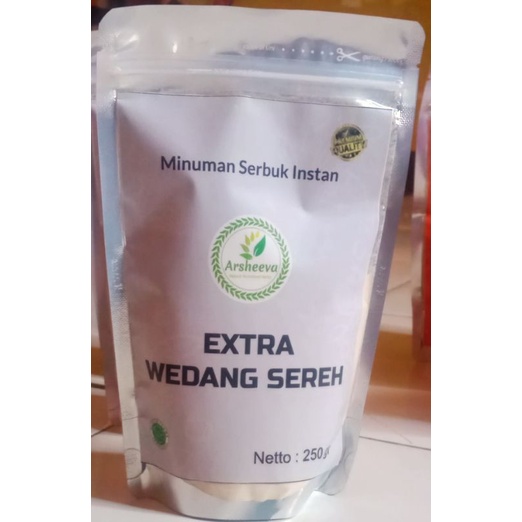 Minuman Serbuk Instan
QUALITY
Arsheeva
EXTRA
WEDANG SEREH
Netto : 250 gr